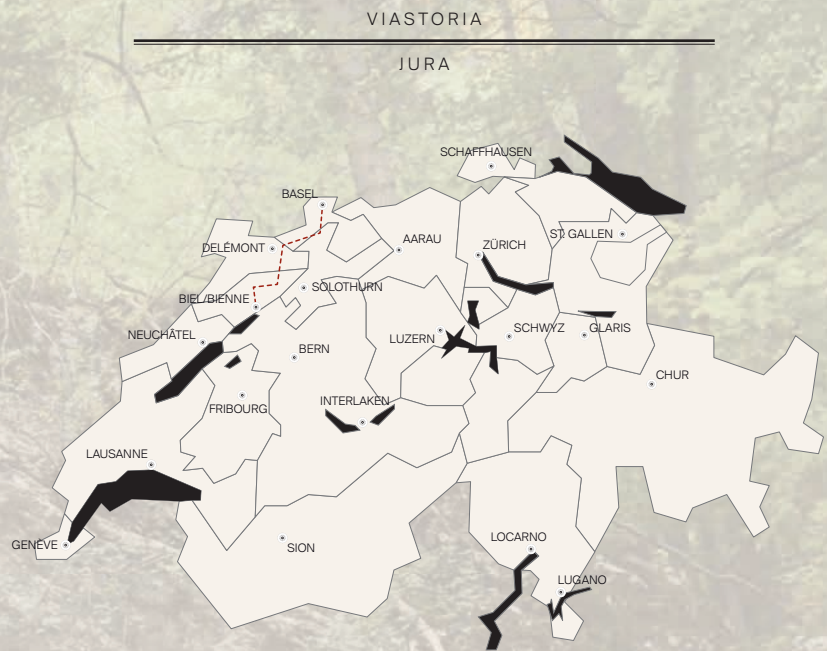 VIASTORIA
JURA
SCHAFFHAUSEN
BASEL
DELÉMONT
AARAU
ZÜRICH
ST. GALLEN
BIEL/BIENNE
SOLOTHURN
NEUCHÂTEL
BERN
LUZERN
SCHWYZ
GLARIS
CHUR
FRIBOURG
INTERLAKEN
LAUSANNE
GENÈVE
SION
LOCARNO
LUGANO